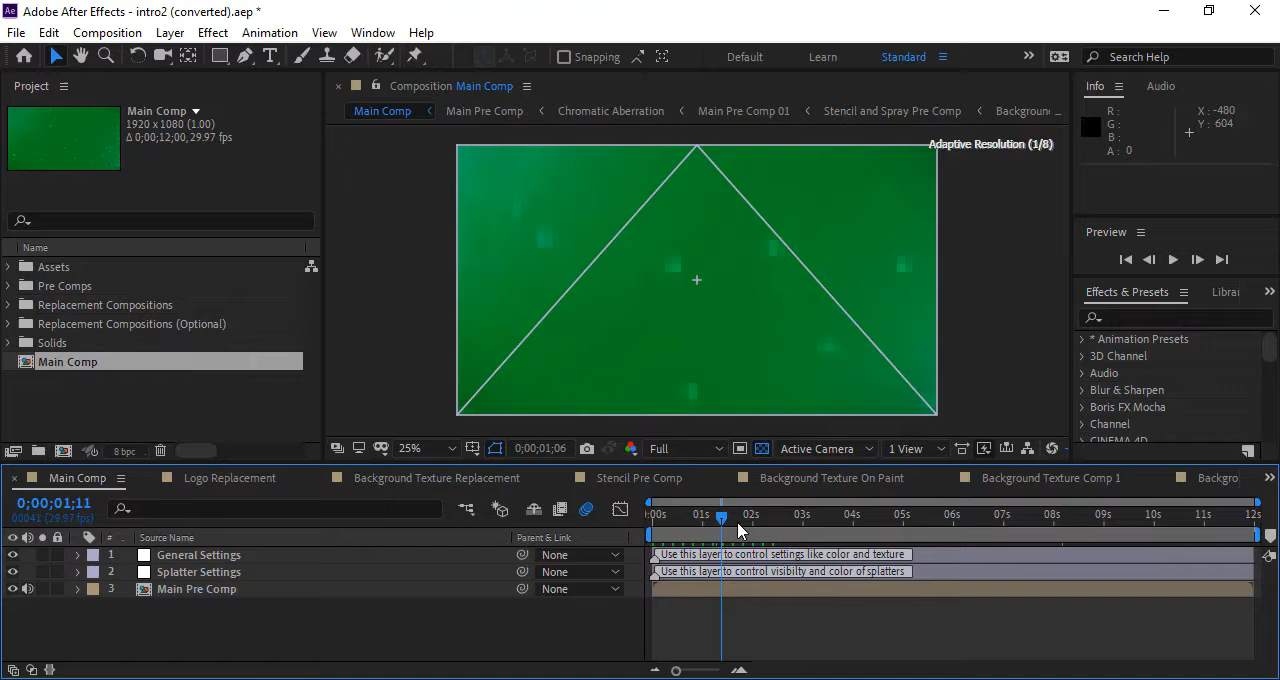 Ae Adobe After Effects - intro2 (converted).aep *
File Edit Composition Layer Effect Animation View Window Help
Snapping Default Learn Standard Search Help
Project
Main Comp
1920 x 1080 (1.00)
Δ 0;00;12;00, 29.97 fps
Name
Assets
Pre Comps
Replacement Compositions
Replacement Compositions (Optional)
Solids
Main Comp
8 bpc
Composition Main Comp
Main Comp Main Pre Comp Chromatic Aberration Main Pre Comp 01 Stencil and Spray Pre Comp Backgroun...
Adaptive Resolution (1/8)
25% 0;00;01;06 Full Active Camera 1 View
Info Audio
R : X : -480
G : Y : 604
B :
A : 0
Preview
Effects & Presets Librar
* Animation Presets
3D Channel
Audio
Blur & Sharpen
Boris FX Mocha
Channel
CINEMA 4D
Main Comp Logo Replacement Background Texture Replacement Stencil Pre Comp Background Texture On Paint Background Texture Comp 1 Backgro
0;00;01;11
00041 (29.97 fps)
:00s 01s 02s 03s 04s 05s 06s 07s 08s 09s 10s 11s 12s
# Source Name Parent & Link
1 General Settings None Use this layer to control settings like color and texture
2 Splatter Settings None Use this layer to control visibilty and color of splatters
3 Main Pre Comp None